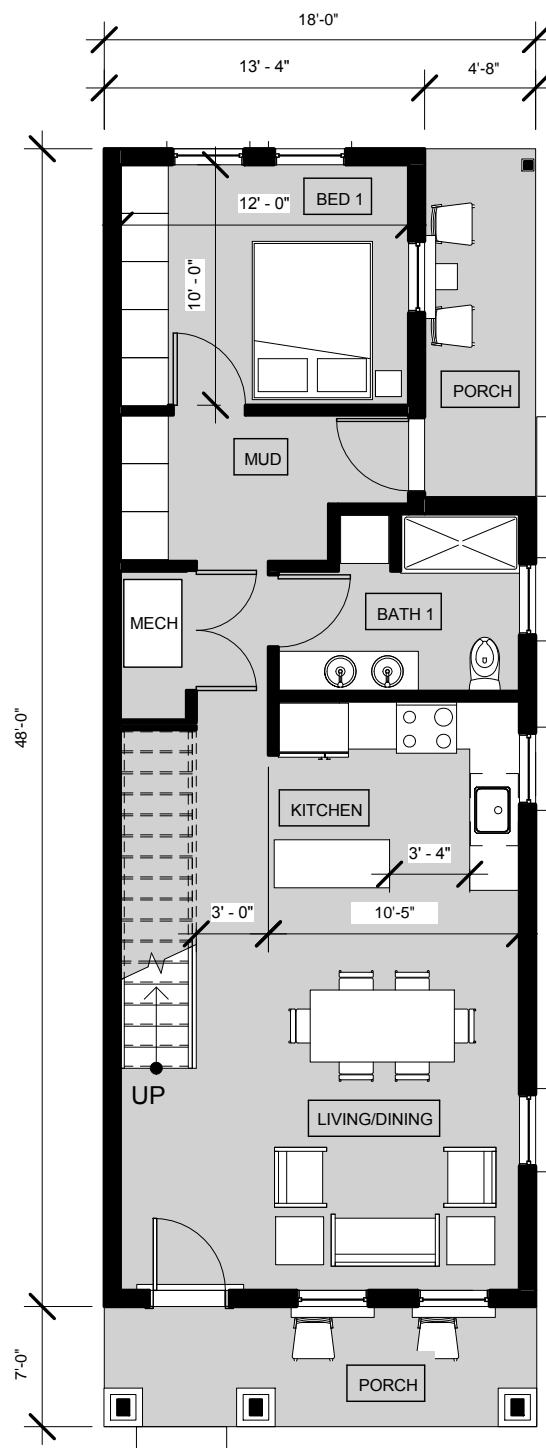 18'-0"
13' - 4"
4'-8"
BED 1
12' - 0"
10' - 0"
PORCH
MUD
MECH
BATH 1
48'-0"
KITCHEN
3' - 4"
3' - 0"
10'-5"
UP
LIVING/DINING
7'-0"
PORCH